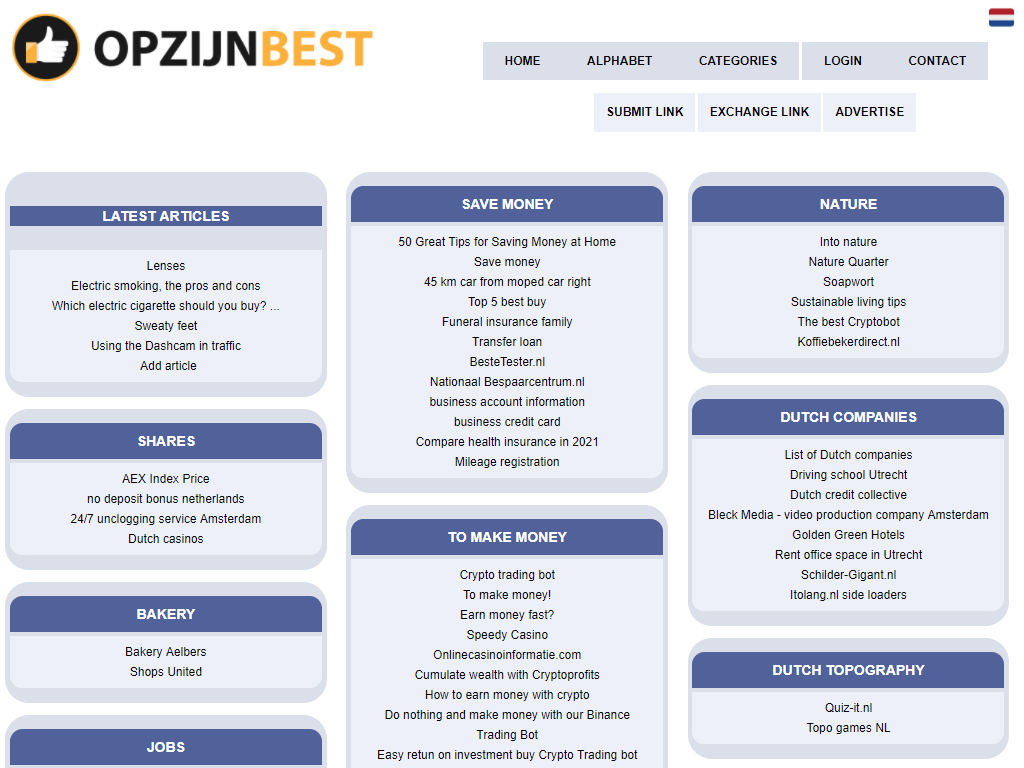 OPZIJNBEST
HOME
ALPHABET
CATEGORIES
LOGIN
CONTACT
SUBMIT LINK
EXCHANGE LINK
ADVERTISE
LATEST ARTICLES
Lenses
Electric smoking, the pros and cons
Which electric cigarette should you buy? ...
Sweaty feet
Using the Dashcam in traffic
Add article
SHARES
AEX Index Price
no deposit bonus netherlands
24/7 unclogging service Amsterdam
Dutch casinos
BAKERY
Bakery Aelbers
Shops United
JOBS
SAVE MONEY
50 Great Tips for Saving Money at Home
Save money
45 km car from moped car right
Top 5 best buy
Funeral insurance family
Transfer loan
BesteTester.nl
Nationaal Bespaarcentrum.nl
business account information
business credit card
Compare health insurance in 2021
Mileage registration
TO MAKE MONEY
Crypto trading bot
To make money!
Earn money fast?
Speedy Casino
Onlinecasinoinformatie.com
Cumulate wealth with Cryptoprofits
How to earn money with crypto
Do nothing and make money with our Binance
Trading Bot
Easy retun on investment buy Crypto Trading bot
NATURE
Into nature
Nature Quarter
Soapwort
Sustainable living tips
The best Cryptobot
Koffiebekerdirect.nl
DUTCH COMPANIES
List of Dutch companies
Driving school Utrecht
Dutch credit collective
Bleck Media - video production company Amsterdam
Golden Green Hotels
Rent office space in Utrecht
Schilder-Gigant.nl
Itolang.nl side loaders
DUTCH TOPOGRAPHY
Quiz-it.nl
Topo games NL